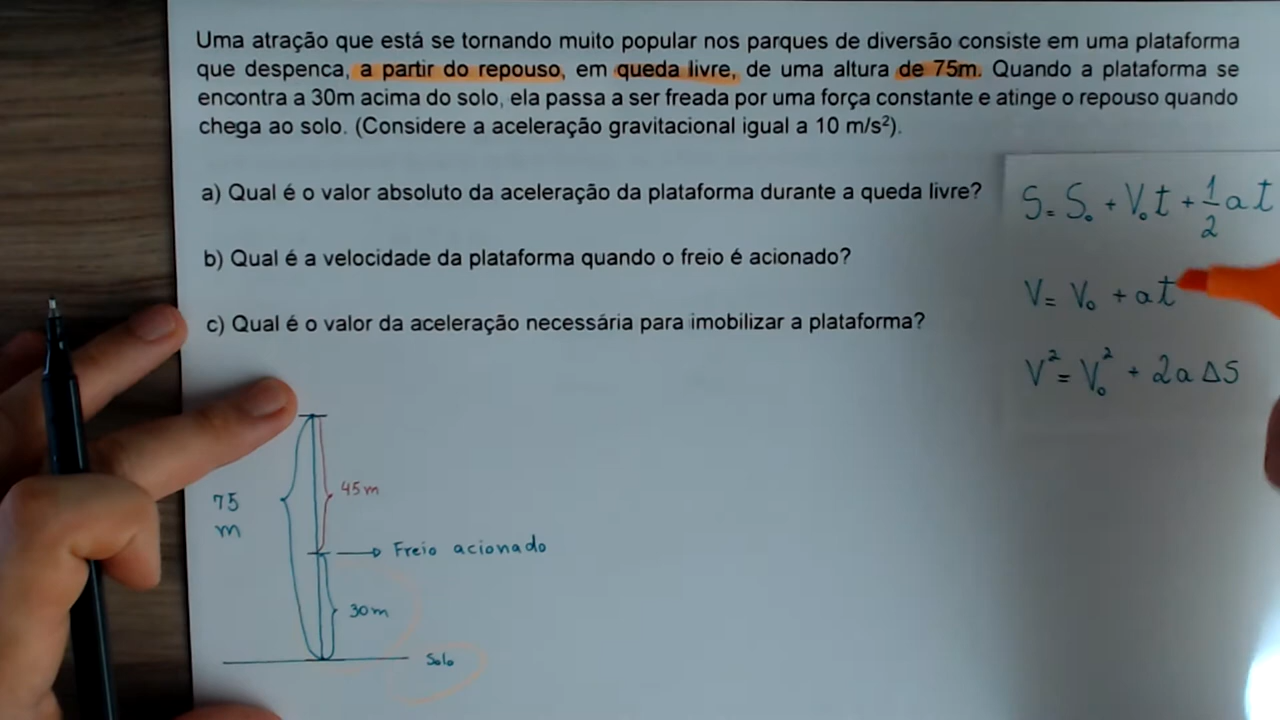 Uma atração que está se tornando muito popular nos parques de diversão consiste em uma plataforma
que despenca, a partir do repouso, em queda livre, de uma altura de 75m. Quando a plataforma se
encontra a 30m acima do solo, ela passa a ser freada por uma força constante e atinge o repouso quando
chega ao solo. (Considere a aceleração gravitacional igual a 10 m/s²).
a) Qual é o valor absoluto da aceleração da plataforma durante a queda livre?
b) Qual é a velocidade da plataforma quando o freio é acionado?
c) Qual é o valor da aceleração necessária para imobilizar a plataforma?
S = S₀ + V₀t + 1/2 at
V = V₀ + at
V² = V₀² + 2aΔS
75
m
45m
Freio acionado
30m
Solo